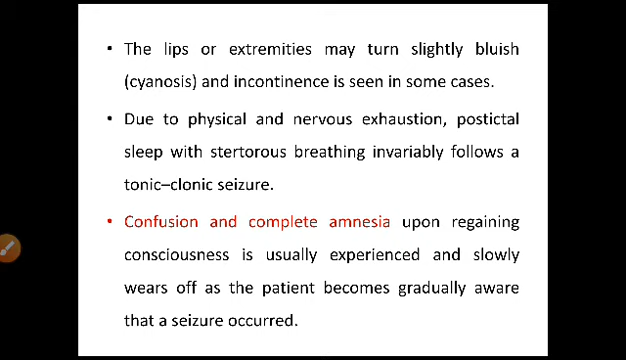 • The lips or extremities may turn slightly bluish
(cyanosis) and incontinence is seen in some cases.
• Due to physical and nervous exhaustion, postictal
sleep with stertorous breathing invariably follows a
tonic–clonic seizure.
• Confusion and complete amnesia upon regaining
consciousness is usually experienced and slowly
wears off as the patient becomes gradually aware
that a seizure occurred.